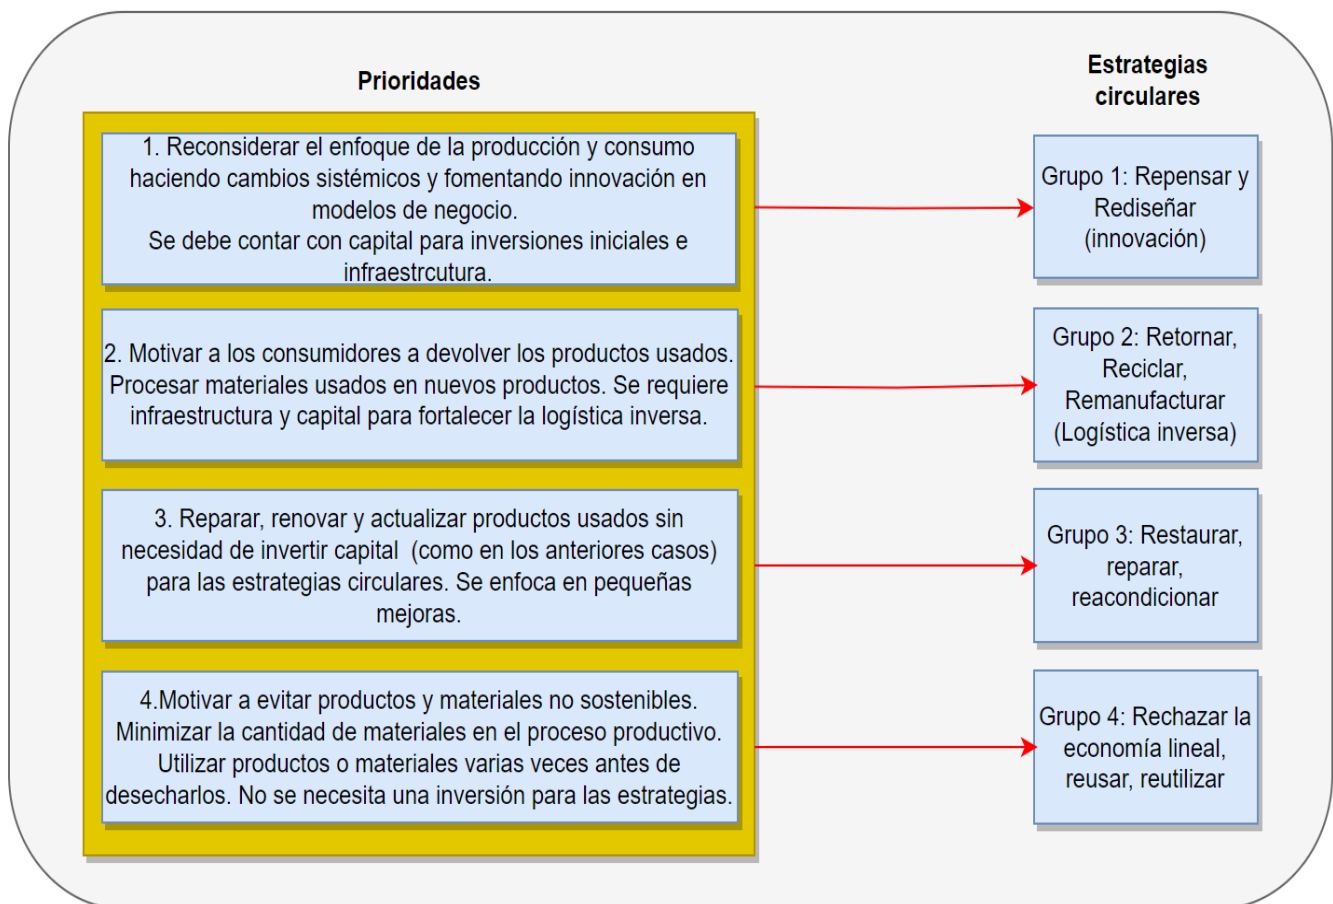 Prioridades
Estrategias
circulares
1. Reconsiderar el enfoque de la producción y consumo
haciendo cambios sistémicos y fomentando innovación en
modelos de negocio.
Se debe contar con capital para inversiones iniciales e
infraestrcutura.
Grupo 1: Repensar y
Rediseñar
(innovación)
2. Motivar a los consumidores a devolver los productos usados.
Procesar materiales usados en nuevos productos. Se requiere
infraestructura y capital para fortalecer la logística inversa.
Grupo 2: Retornar,
Reciclar,
Remanufacturar
(Logística inversa)
3. Reparar, renovar y actualizar productos usados sin
necesidad de invertir capital (como en los anteriores casos)
para las estrategias circulares. Se enfoca en pequeñas
mejoras.
Grupo 3: Restaurar,
reparar,
reacondicionar
4.Motivar a evitar productos y materiales no sostenibles.
Minimizar la cantidad de materiales en el proceso productivo.
Utilizar productos o materiales varias veces antes de
desecharlos. No se necesita una inversión para las estrategias.
Grupo 4: Rechazar la
economía lineal,
reusar, reutilizar